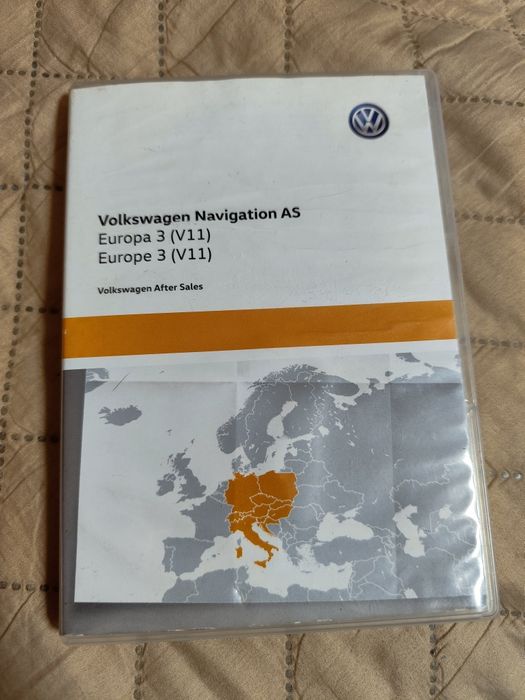 Volkswagen Navigation AS
Europa 3 (V11)
Europe 3 (V11)
Volkswagen After Sales